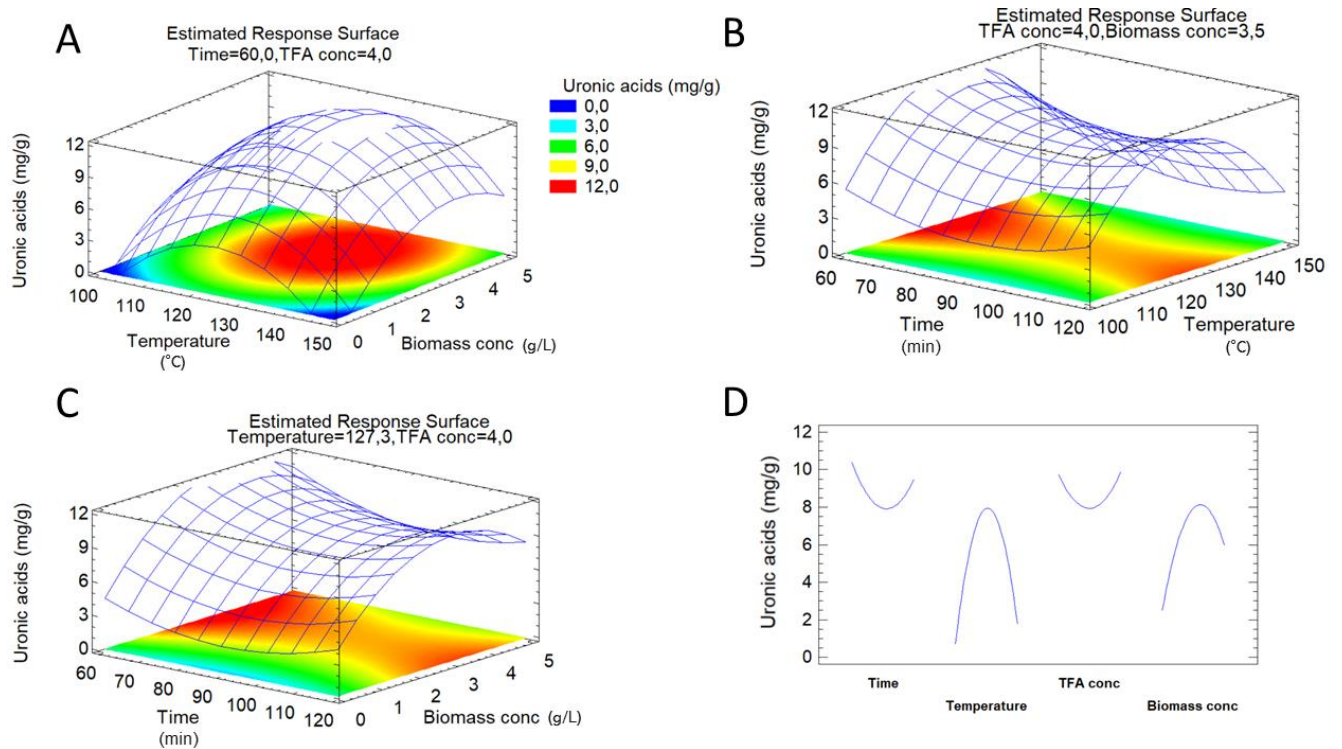 A
Estimated Response Surface
Time=60,0,TFA conc=4,0
Uronic acids (mg/g)
12
9
6
3
0
100
110
120
130
140
150
Temperature
(˚C)
0
1
2
3
4
5
Biomass conc (g/L)
Uronic acids (mg/g)
0,0
3,0
6,0
9,0
12,0
B
Estimated Response Surface
TFA conc=4,0,Biomass conc=3,5
Uronic acids (mg/g)
12
9
6
3
0
60
70
80
90
100
110
120
Time
(min)
100
110
120
130
140
150
Temperature
(˚C)
C
Estimated Response Surface
Temperature=127,3,TFA conc=4,0
Uronic acids (mg/g)
12
9
6
3
0
60
70
80
90
100
110
120
Time
(min)
0
1
2
3
4
5
Biomass conc (g/L)
D
Uronic acids (mg/g)
12
10
8
6
4
2
0
Time
Temperature
TFA conc
Biomass conc